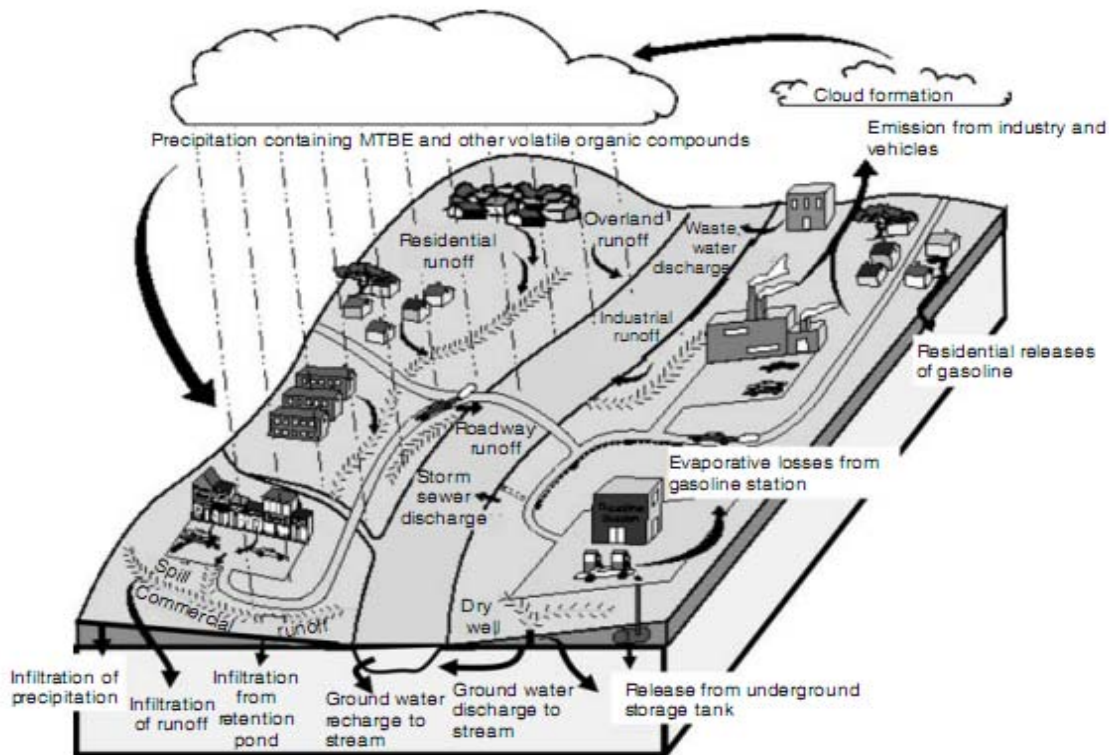 Cloud formation
Precipitation containing MTBE and other volatile organic compounds
Emission from industry and
vehicles
Overland
runoff
Residential
runoff
Waste,
water
discharge
Industrial
runoff
Residential releases
of gasoline
Roadway
runoff
Evaporative losses from
gasoline station
Storm
sewer
discharge
Spill
Commercial
runoff
Dry
well
Infiltration of
precipitation
Infiltration
of runoff
Infiltration
from
retention
pond
Ground water
recharge to
stream
Ground water
discharge to
stream
Release from underground
storage tank